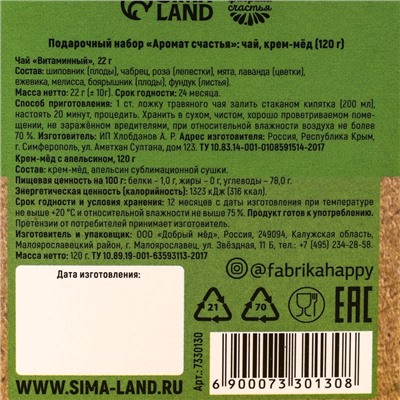 SIMA-LAND
фабрика счастья
Подарочный набор «Аромат счастья»: чай, крем-мёд (120 г)
Чай «Витаминный», 22 г
Состав: шиповник (плоды), чабрец, роза (лепестки), мята, лаванда (цветки),
ежевика, мелисса, боярышник (плоды), фундук (листья).
Масса нетто: 22 г (± 10г). Срок годности: 24 месяца.
Способ приготовления: 1 ст. ложку травяного чая залить стаканом кипятка (200 мл),
настоять 20 минут, процедить. Хранить в сухом, чистом, хорошо проветриваемом помеще-
нии, не заражённом вредителями, при относительной влажности воздуха не более
70 %. Изготовитель: ИП Хлобданов А. Р. Адрес изготовителя: Россия, Республика Крым,
г. Симферополь, ул. Аметхан Султана, дом 123. ТУ 10.83.14-001-0108591514-2017
Крем-мёд с апельсином, 120 г
Состав: крем-мёд, апельсин сублимационной сушки.
Пищевая ценность на 100 г: белки – 1,0, жиры – 0 г, углеводы – 78,0 г.
Энергетическая ценность (калорийность): 1323 кДж (316 ккал).
Срок годности и условия хранения: 12 месяцев с даты изготовления при температуре
не выше +20 °C и относительной влажности не выше 75 %. Продукт готов к употреблению.
Претензии от потребителей принимает изготовитель.
Изготовитель и упаковщик: ООО «Добрый мёд», Россия, 249094, Калужская область,
Малоярославецкий район, г. Малоярославец, ул. Звёздная, 11 Б, тел.: +7 (495) 234-28-58.
Масса нетто: 120 г. ТУ 10.89.19-001-63593113-2017
Дата изготовления:
@fabrikahappy
21
70
EAC
Арт.: 7330130
6 900073 301308
WWW.SIMA-LAND.RU